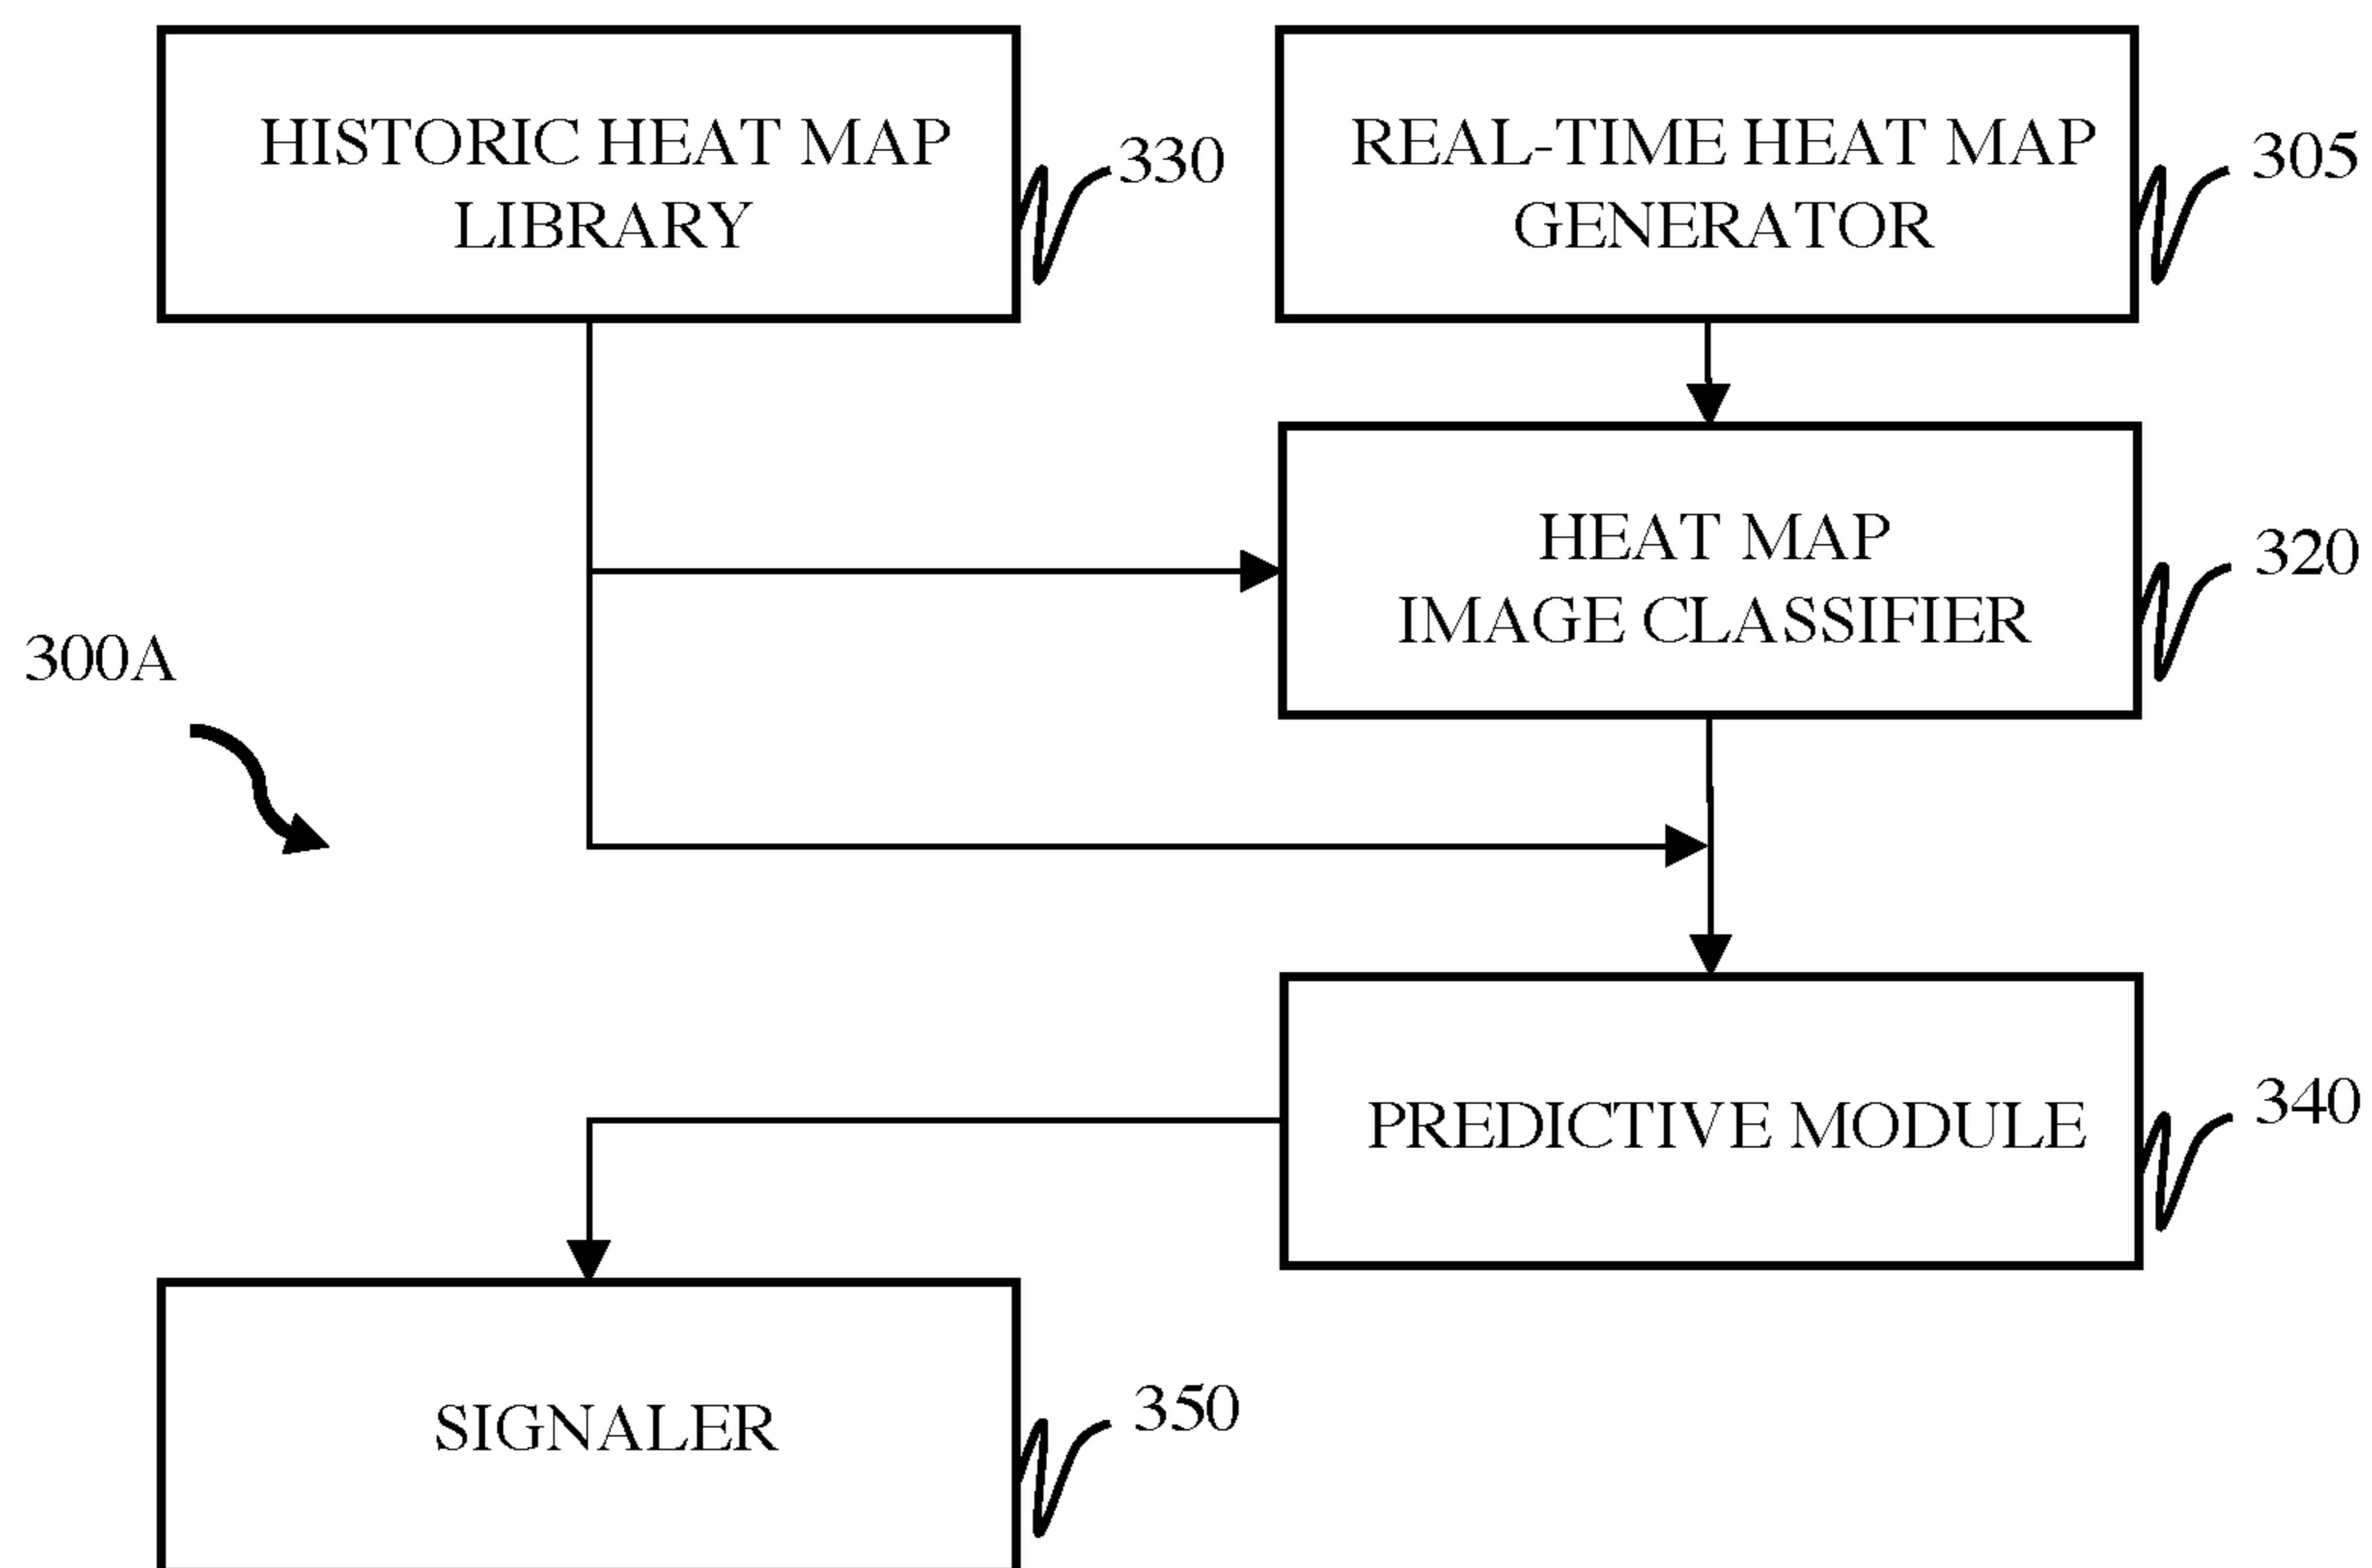 HISTORIC HEAT MAP
LIBRARY
330
REAL-TIME HEAT MAP
GENERATOR
305
HEAT MAP
IMAGE CLASSIFIER
320
300A
PREDICTIVE MODULE
340
SIGNALER
350